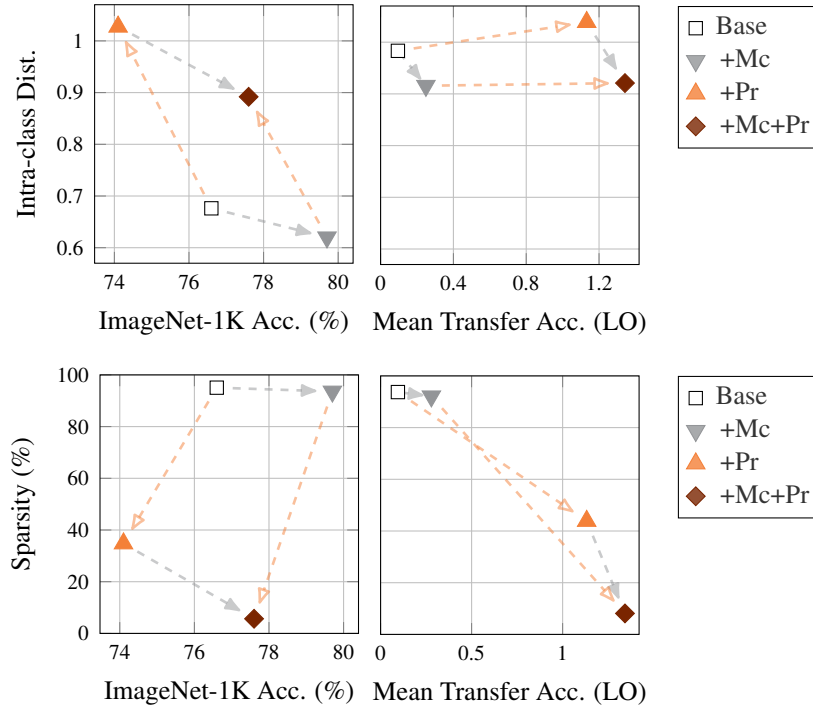 Intra-class Dist.
1
0.9
0.8
0.7
0.6
74 76 78 80
ImageNet-1K Acc. (%)
0 0.4 0.8 1.2
Mean Transfer Acc. (LO)
Base
+Mc
+Pr
+Mc+Pr
Sparsity (%)
100
80
60
40
20
0
74 76 78 80
ImageNet-1K Acc. (%)
0 0.5 1
Mean Transfer Acc. (LO)
Base
+Mc
+Pr
+Mc+Pr